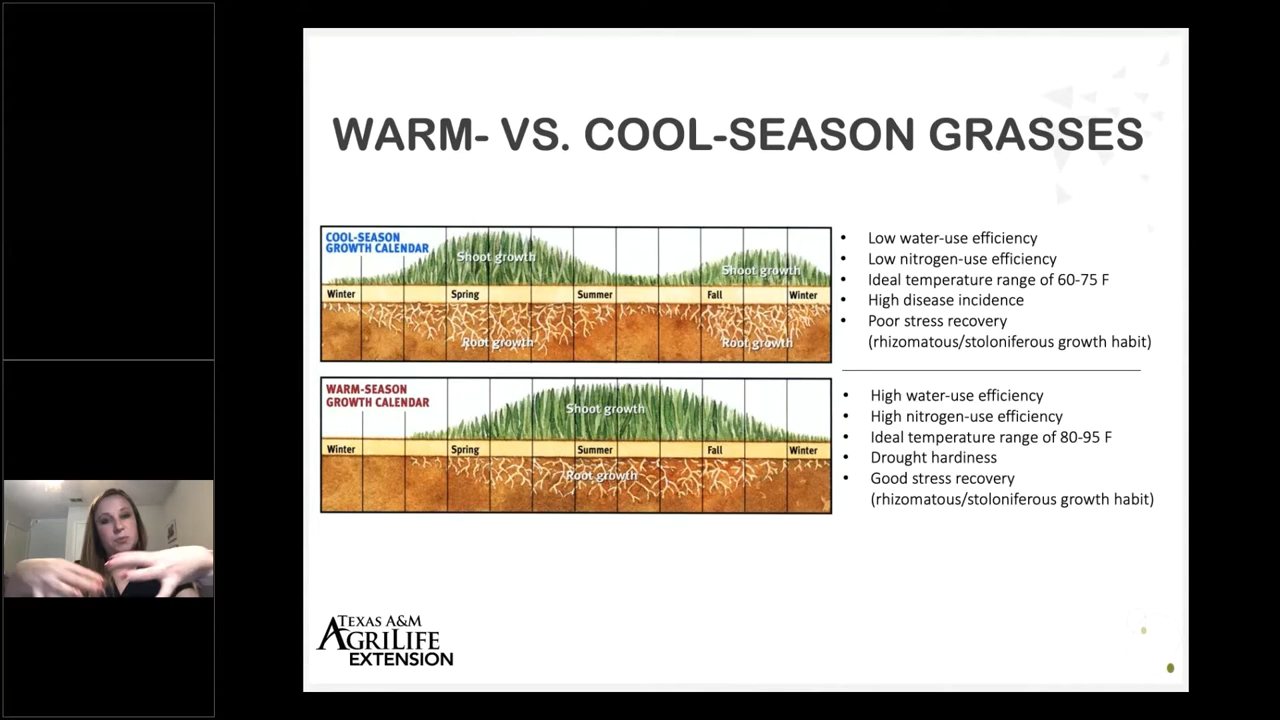 WARM- VS. COOL-SEASON GRASSES
COOL-SEASON
GROWTH CALENDAR
Shoot growth
Shoot growth
Winter
Spring
Summer
Fall
Winter
Root growth
Root growth
• Low water-use efficiency
• Low nitrogen-use efficiency
• Ideal temperature range of 60-75 F
• High disease incidence
• Poor stress recovery
(rhizomatous/stoloniferous growth habit)
WARM-SEASON
GROWTH CALENDAR
Shoot growth
Winter
Spring
Summer
Fall
Winter
Root growth
• High water-use efficiency
• High nitrogen-use efficiency
• Ideal temperature range of 80-95 F
• Drought hardiness
• Good stress recovery
(rhizomatous/stoloniferous growth habit)
TEXAS A&M
AGRILIFE
EXTENSION